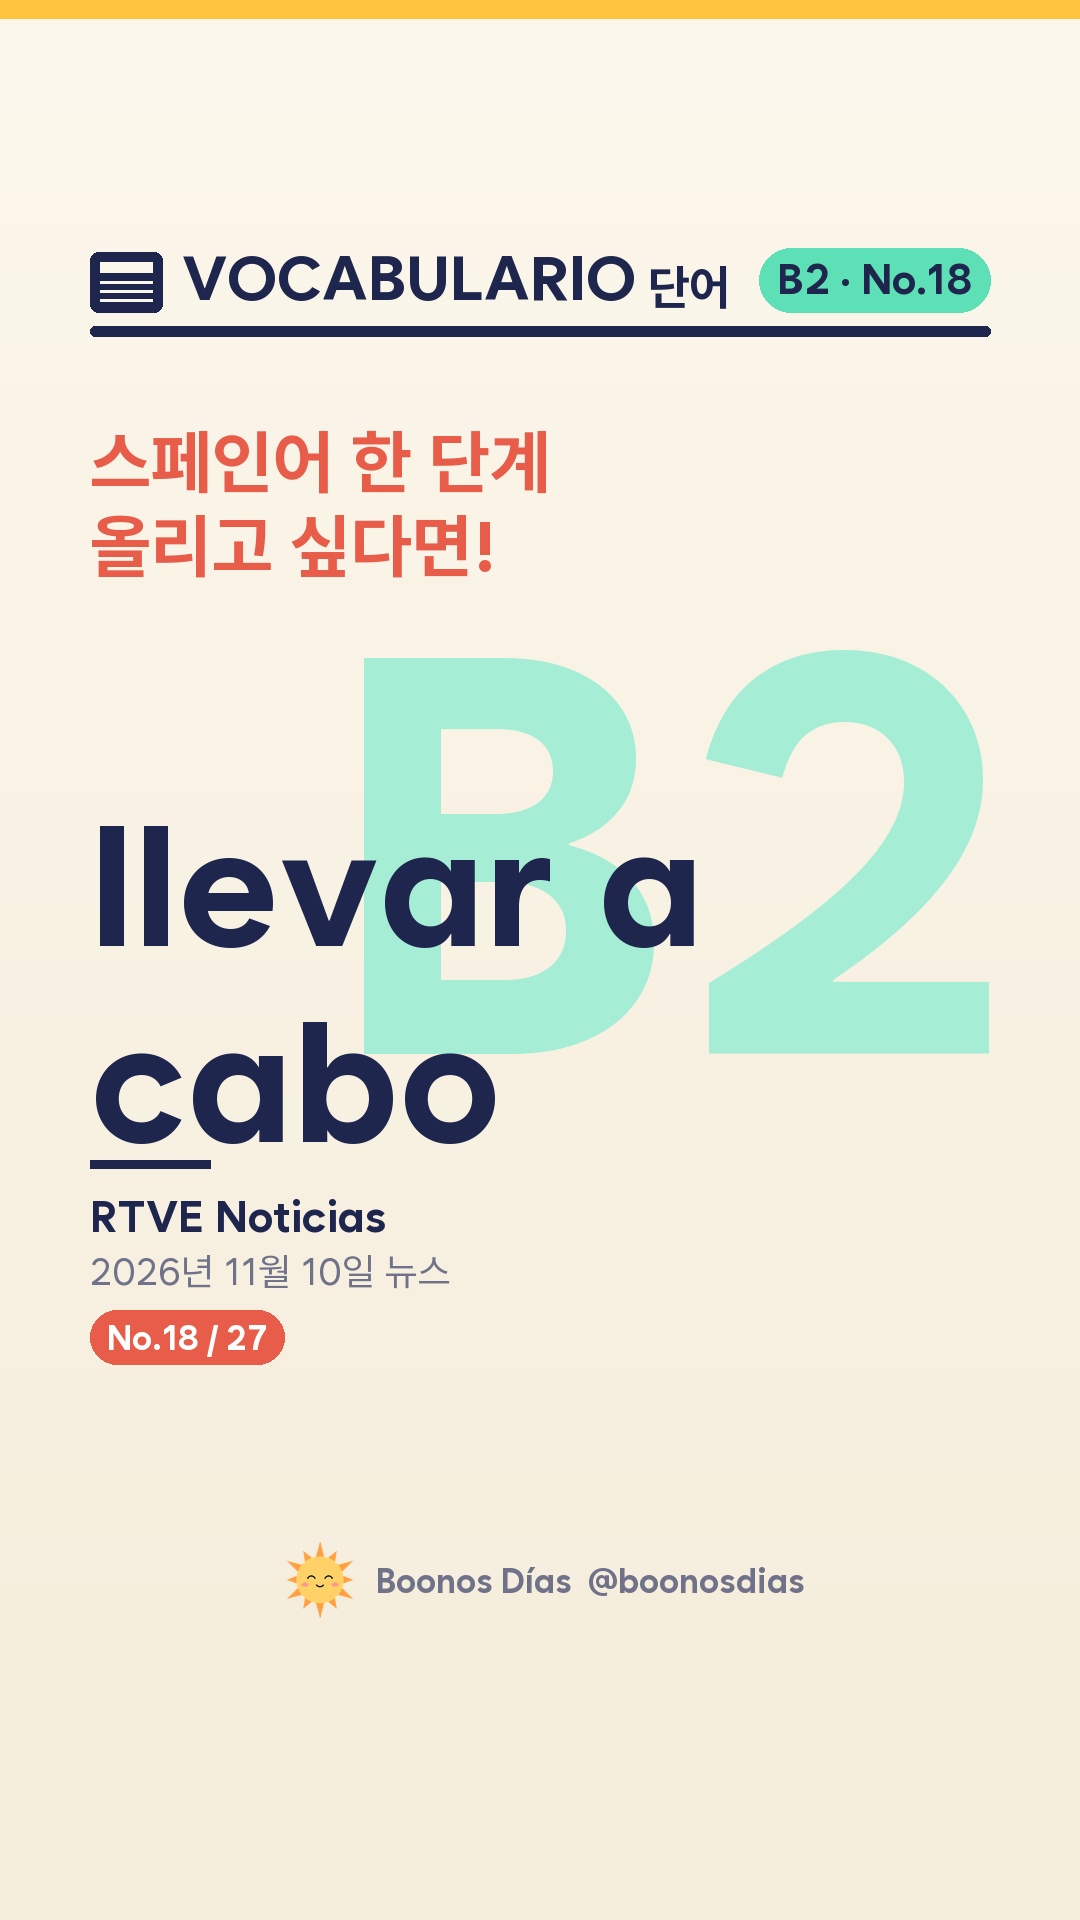 VOCABULARIO 단어 B2 · No.18
스페인어 한 단계
올리고 싶다면!
B2
llevar a
cabo
RTVE Noticias
2026년 11월 10일 뉴스
No.18 / 27
Boonos Días @boonosdias